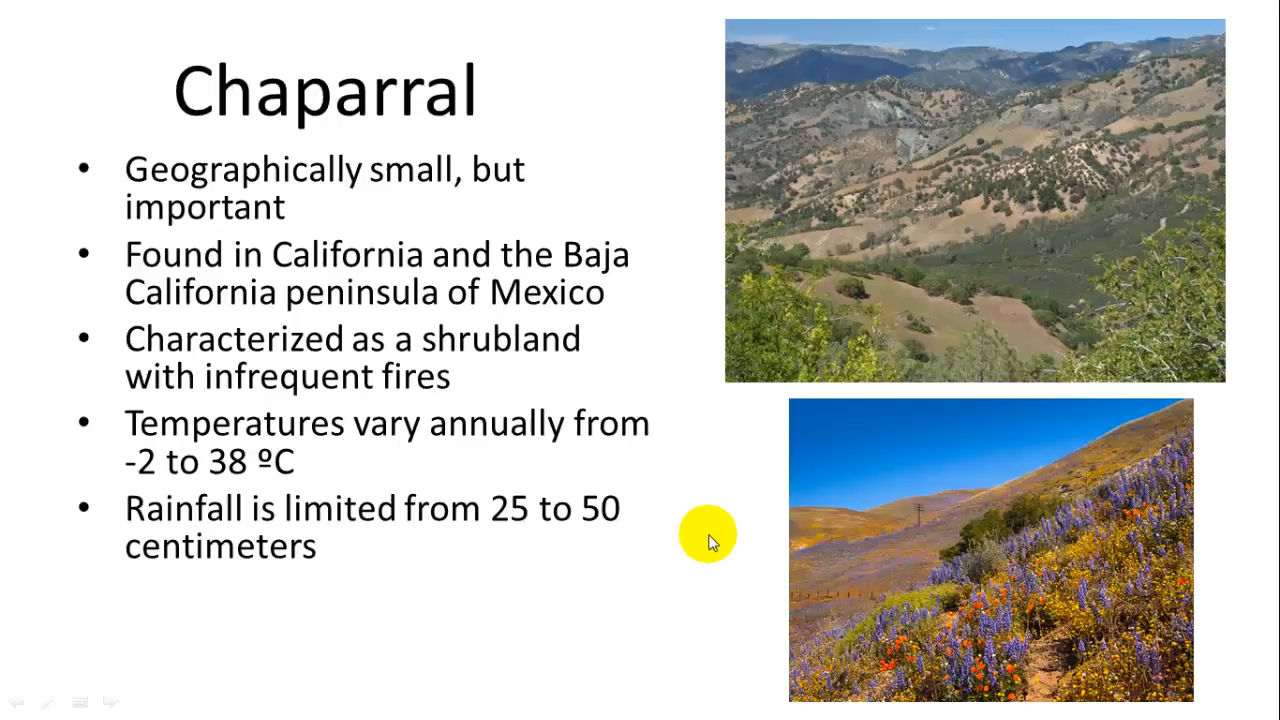 Chaparral
• Geographically small, but
important
• Found in California and the Baja
California peninsula of Mexico
• Characterized as a shrubland
with infrequent fires
• Temperatures vary annually from
-2 to 38 ºC
• Rainfall is limited from 25 to 50
centimeters